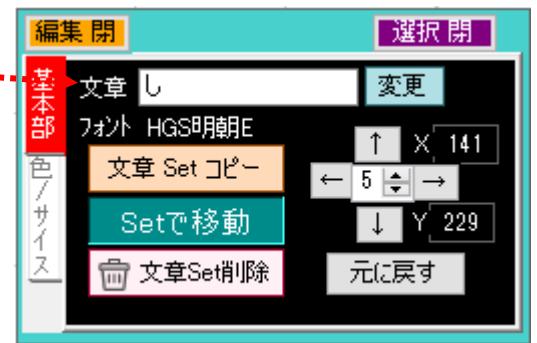 編集 閉
選択 閉
基本部
色/サイス
文章 し 変更
フォント HGS明朝E
文章 Set コピー
Setで移動
文章Set削除
↑ X 141
← 5 →
↓ Y 229
元に戻す